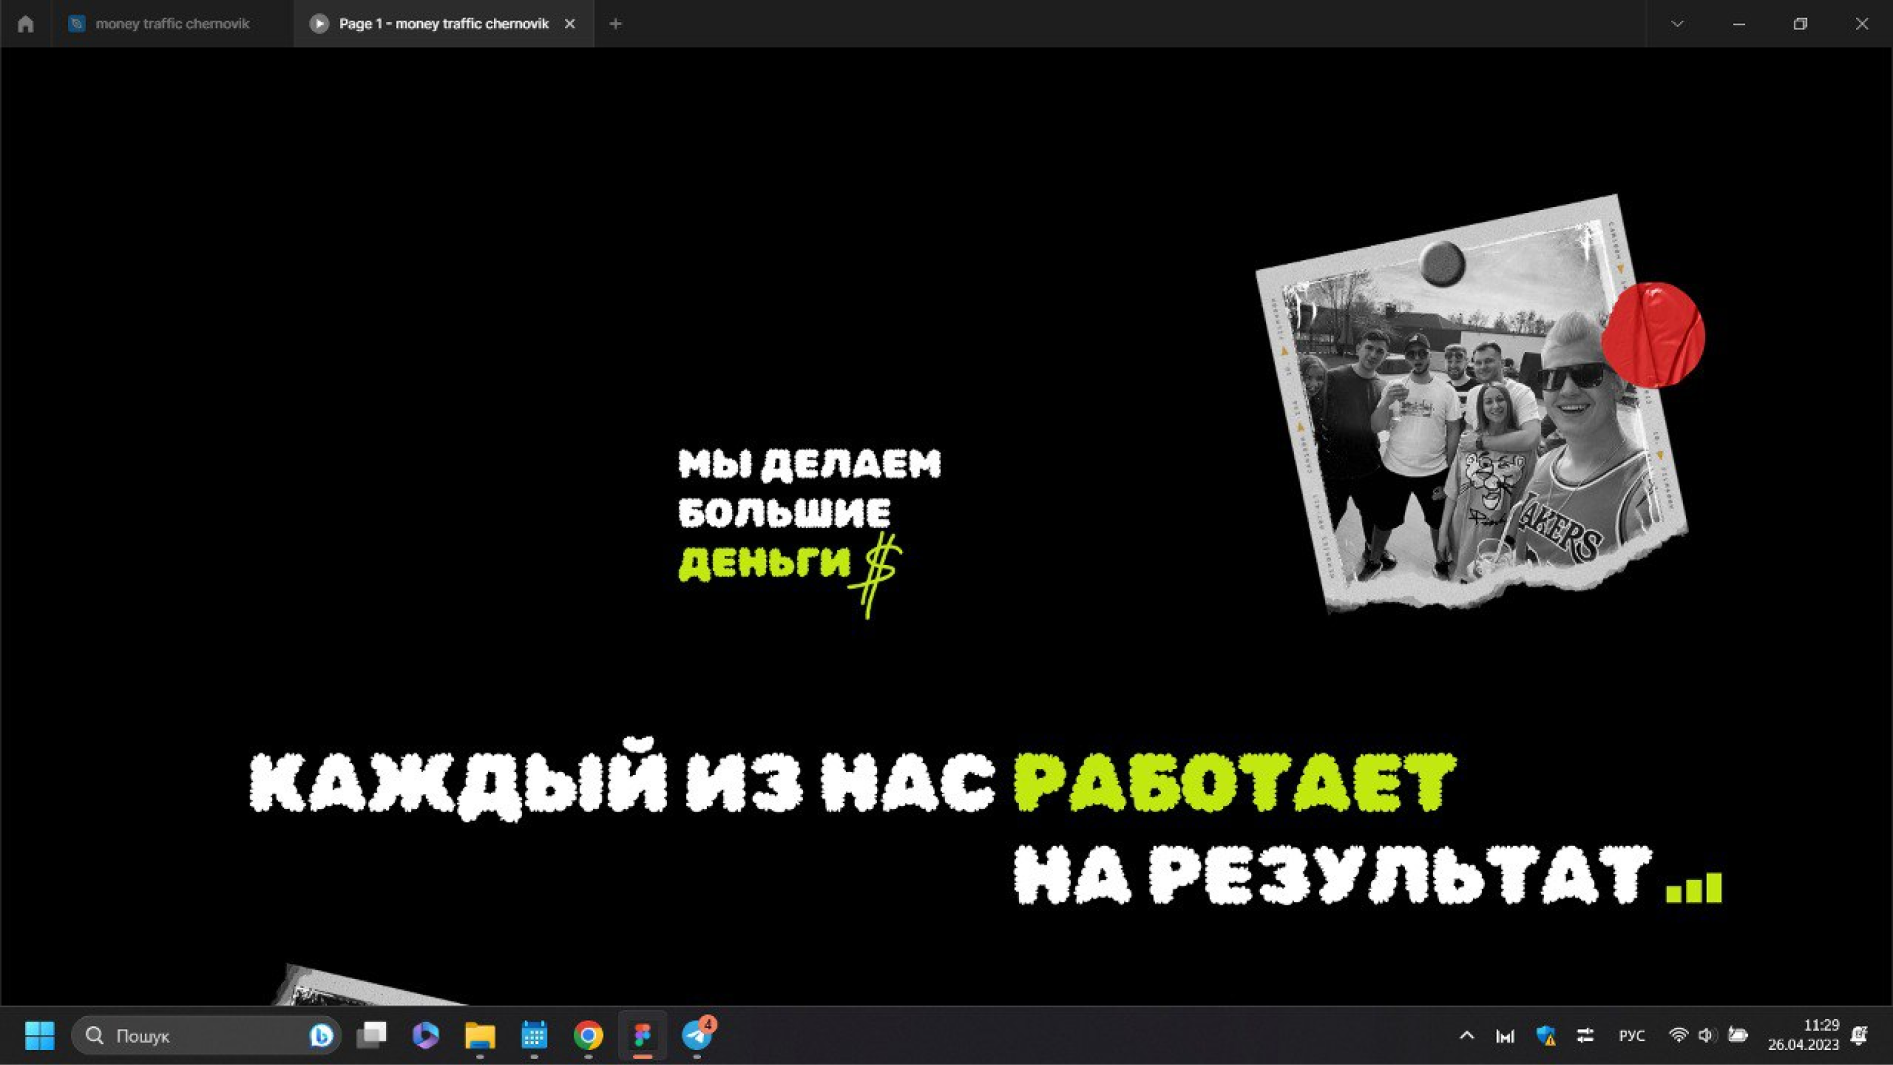 money traffic chernovik
Page 1 - money traffic chernovik
МЫ ДЕЛАЕМ
БОЛЬШИЕ
ДЕНЬГИ $
LAKERS
КАЖДЫЙ ИЗ НАС РАБОТАЕТ
НА РЕЗУЛЬТАТ
Пошук
4
РУС
11:29
26.04.2023